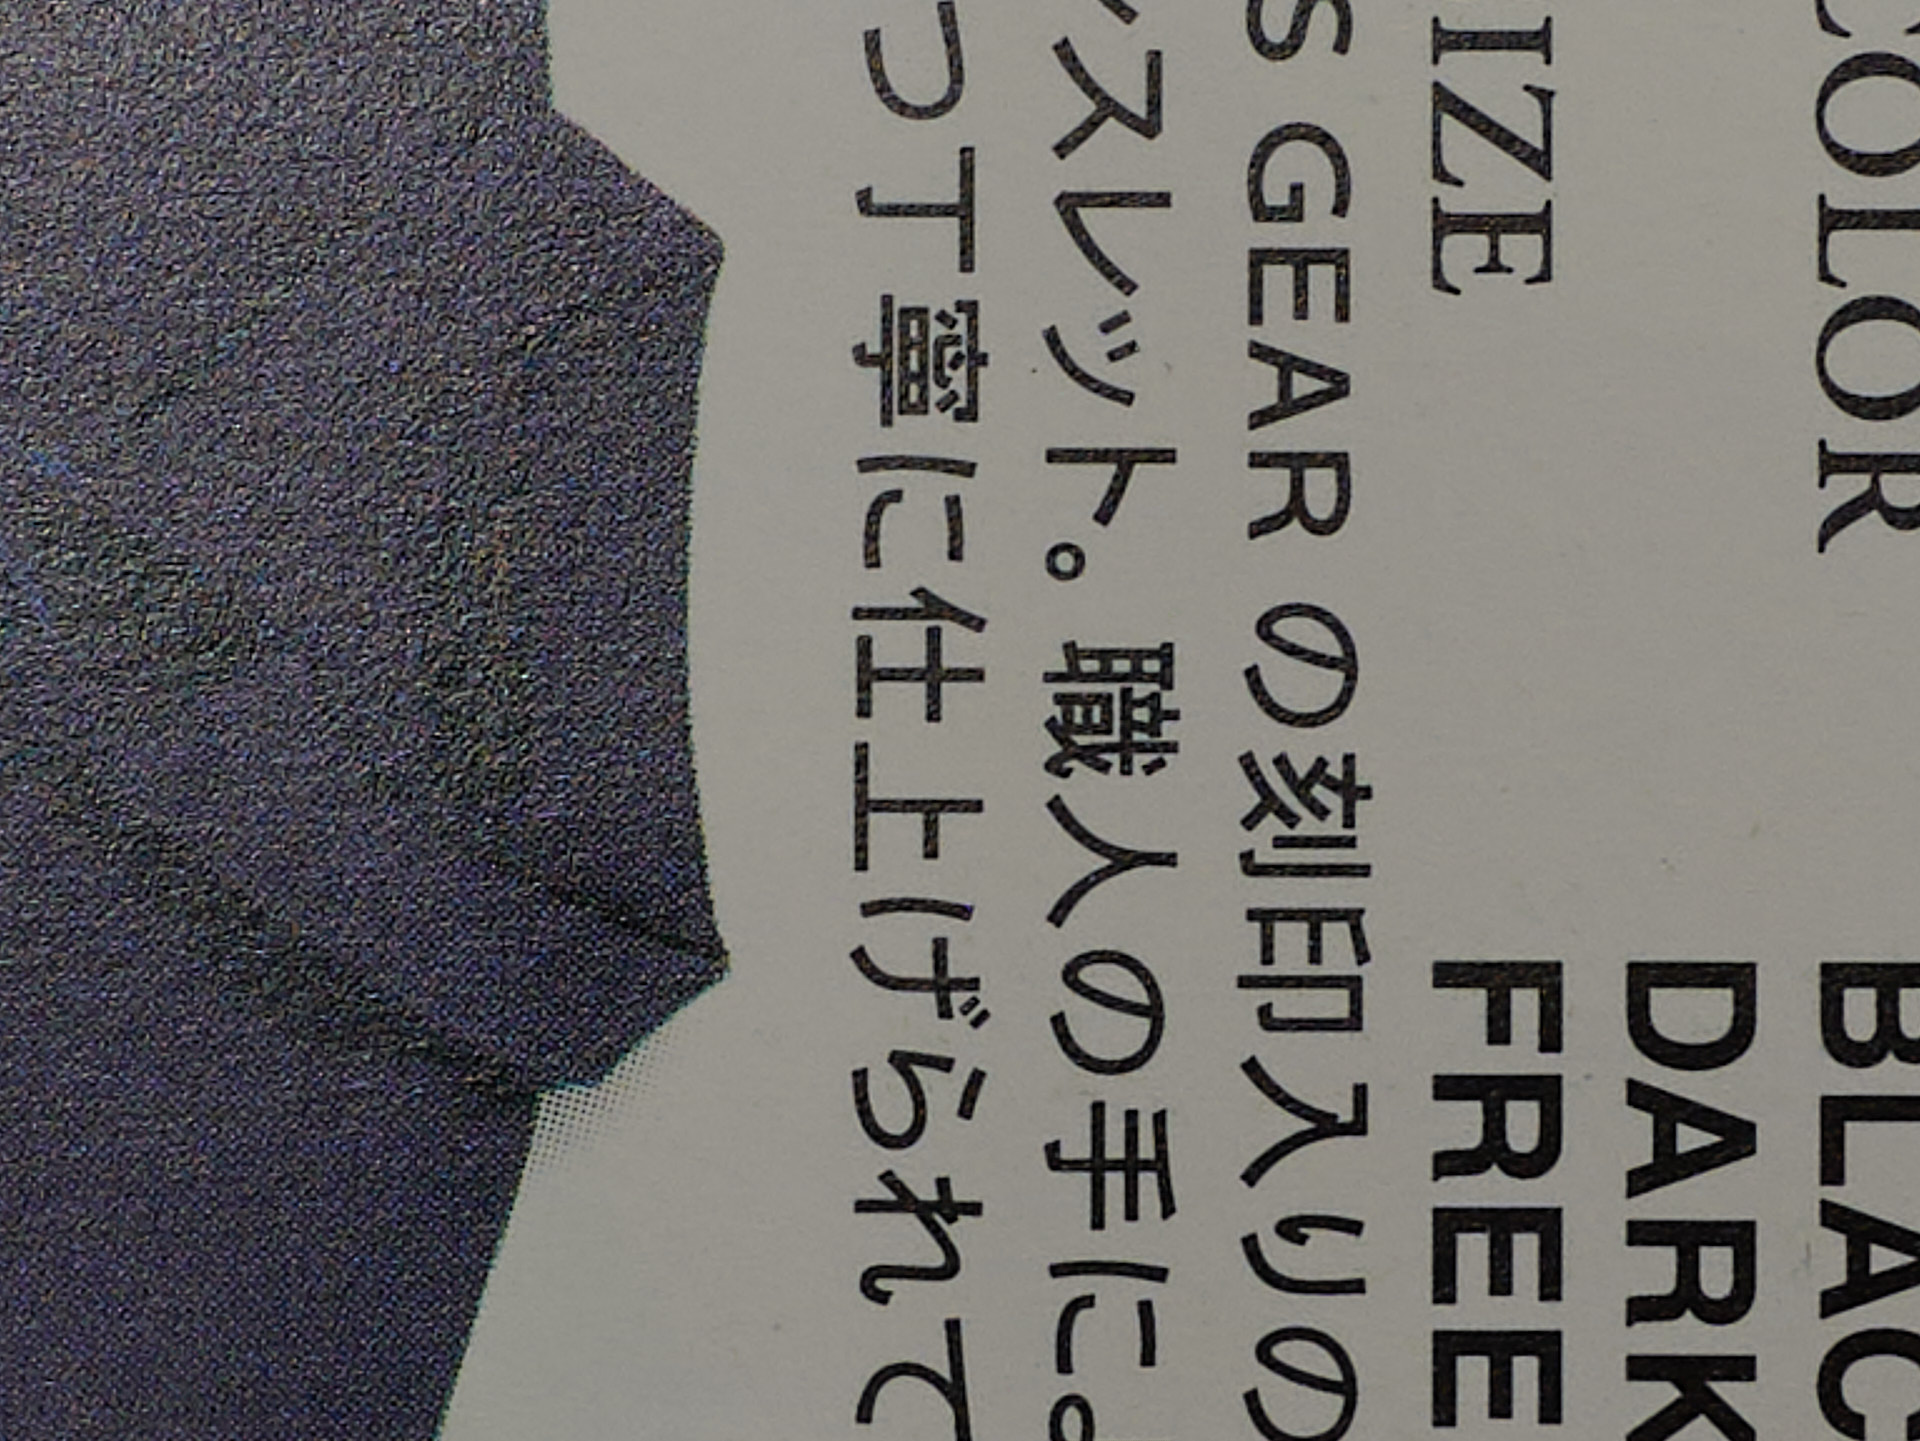 COLOR BLAC
DARK
IZE FREE
S GEAR の刻印入りの
スレット。職人の手に。
つ丁寧に仕上げられて